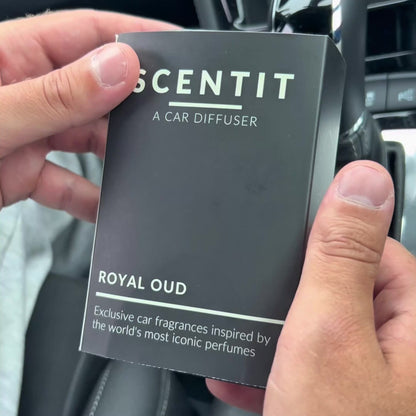 SCENTIT
A CAR DIFFUSER
ROYAL OUD
Exclusive car fragrances inspired by
the world's most iconic perfumes